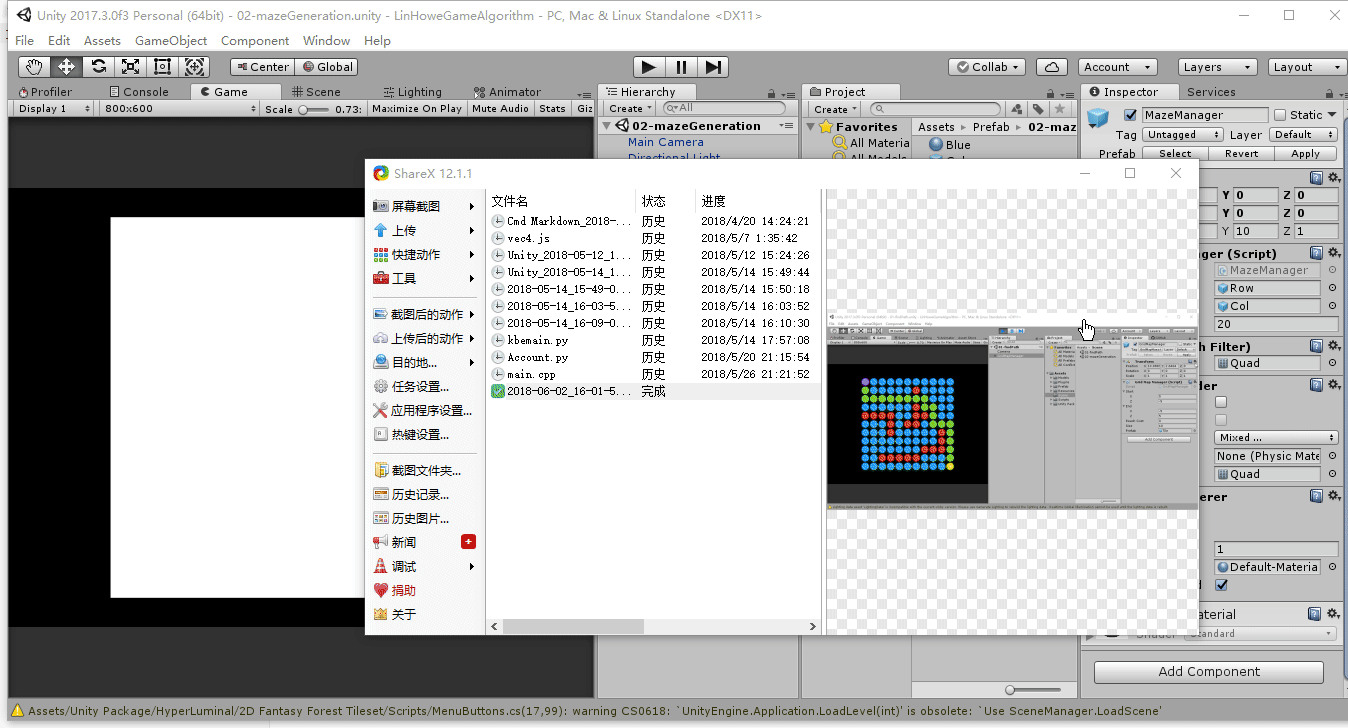 Unity 2017.3.0f3 Personal (64bit) - 02-mazeGeneration.unity - LinHoweGameAlgorithm - PC, Mac & Linux Standalone <DX11>
File Edit Assets GameObject Component Window Help
Center Global Collab Account Layers Layout
Profiler Console Game Scene Lighting Animator Hierarchy Project Inspector Services
Display 1 800x600 Scale 0.73: Maximize On Play Mute Audio Stats Giz
Create All
02-mazeGeneration
Main Camera
Directional Light
Create
Favorites
All Materia
All Models
Assets Prefab 02-maz
Blue
MazeManager Static
Tag Untagged Layer Default
Prefab Select Revert Apply
Y 0 Z 0
Y 0 Z 0
Y 10 Z 1
ger (Script)
MazeManager
Row
Col
20
h Filter)
Quad
der
Mixed ...
None (Physic Mate
Quad
erer
1
Default-Materia
aterial
Shader Standard
Add Component
ShareX 12.1.1
屏幕截图
上传
快捷动作
工具
截图后的动作
上传后的动作
目的地...
任务设置...
应用程序设置...
热键设置...
截图文件夹...
历史记录...
历史图片...
新闻
调试
捐助
关于
文件名 状态 进度
Cmd Markdown_2018-... 历史 2018/4/20 14:24:21
vec4.js 历史 2018/5/7 1:35:42
Unity_2018-05-12_1... 历史 2018/5/12 15:24:26
Unity_2018-05-14_1... 历史 2018/5/14 15:49:44
2018-05-14_15-49-0... 历史 2018/5/14 15:50:18
2018-05-14_16-03-5... 历史 2018/5/14 16:03:52
2018-05-14_16-09-0... 历史 2018/5/14 16:10:30
kbemain.py 历史 2018/5/14 17:57:08
Account.py 历史 2018/5/20 21:15:54
main.cpp 历史 2018/5/26 21:21:52
2018-06-02_16-01-5... 完成
Assets/Unity Package/HyperLuminal/2D Fantasy Forest Tileset/Scripts/MenuButtons.cs(17,99): warning CS0618: `UnityEngine.Application.LoadLevel(int)' is obsolete: `Use SceneManager.LoadScene'